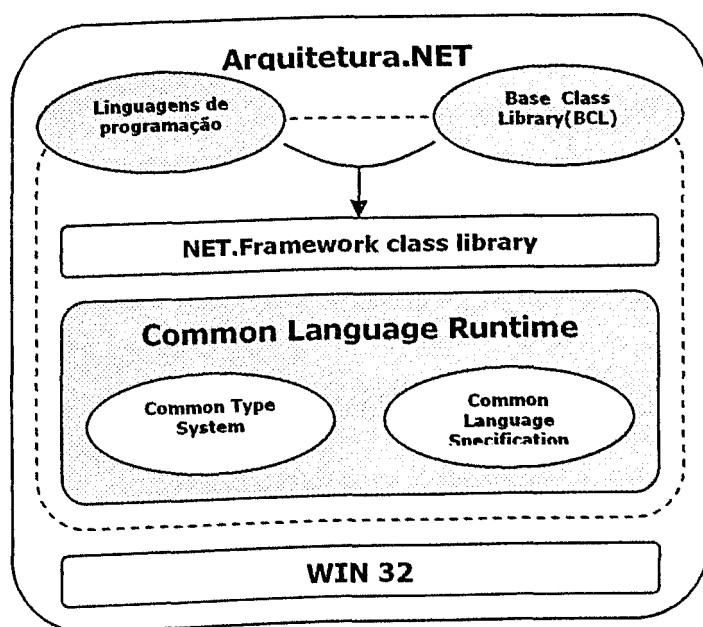 Arquitetura.NET
Linguagens de
programação
Base Class
Library(BCL)
NET.Framework class library
Common Language Runtime
Common Type
System
Common
Language
Specification
WIN 32